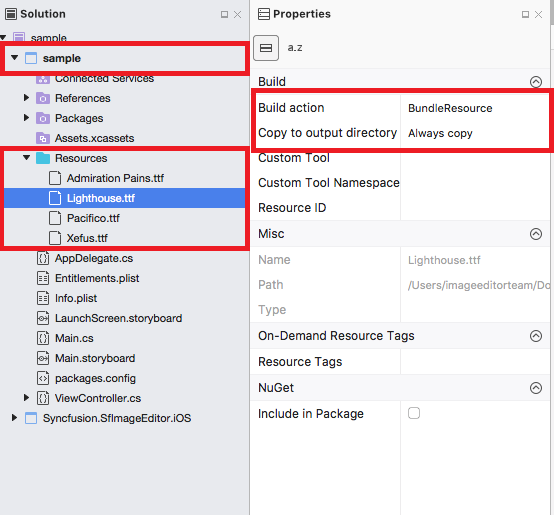 Solution
sample
sample
Connected Services
References
Packages
Assets.xcassets
Resources
Admiration Pains.ttf
Lighthouse.ttf
Pacifico.ttf
Xefus.ttf
AppDelegate.cs
Entitlements.plist
Info.plist
LaunchScreen.storyboard
Main.cs
Main.storyboard
packages.config
ViewController.cs
Syncfusion.SfImageEditor.iOS
Properties
a.z
Build
Build action BundleResource
Copy to output directory Always copy
Custom Tool
Custom Tool Namespace
Resource ID
Misc
Name Lighthouse.ttf
Path /Users/imageeditorteam/Do
Type
On-Demand Resource Tags
Resource Tags
NuGet
Include in Package